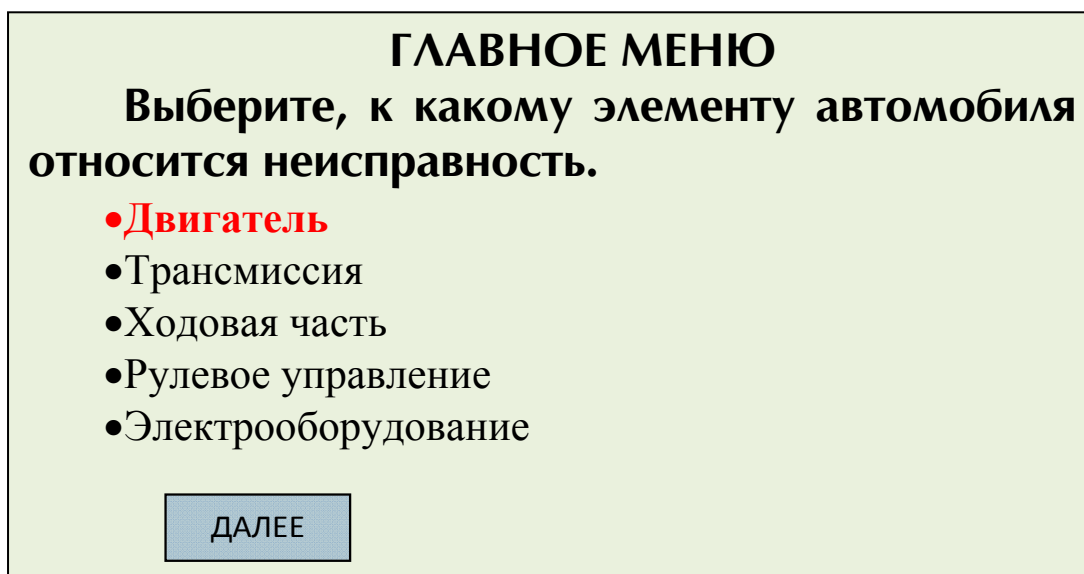 ГЛАВНОЕ МЕНЮ
Выберите, к какому элементу автомобиля
относится неисправность.
•Двигатель
•Трансмиссия
•Ходовая часть
•Рулевое управление
•Электрооборудование
ДАЛЕЕ